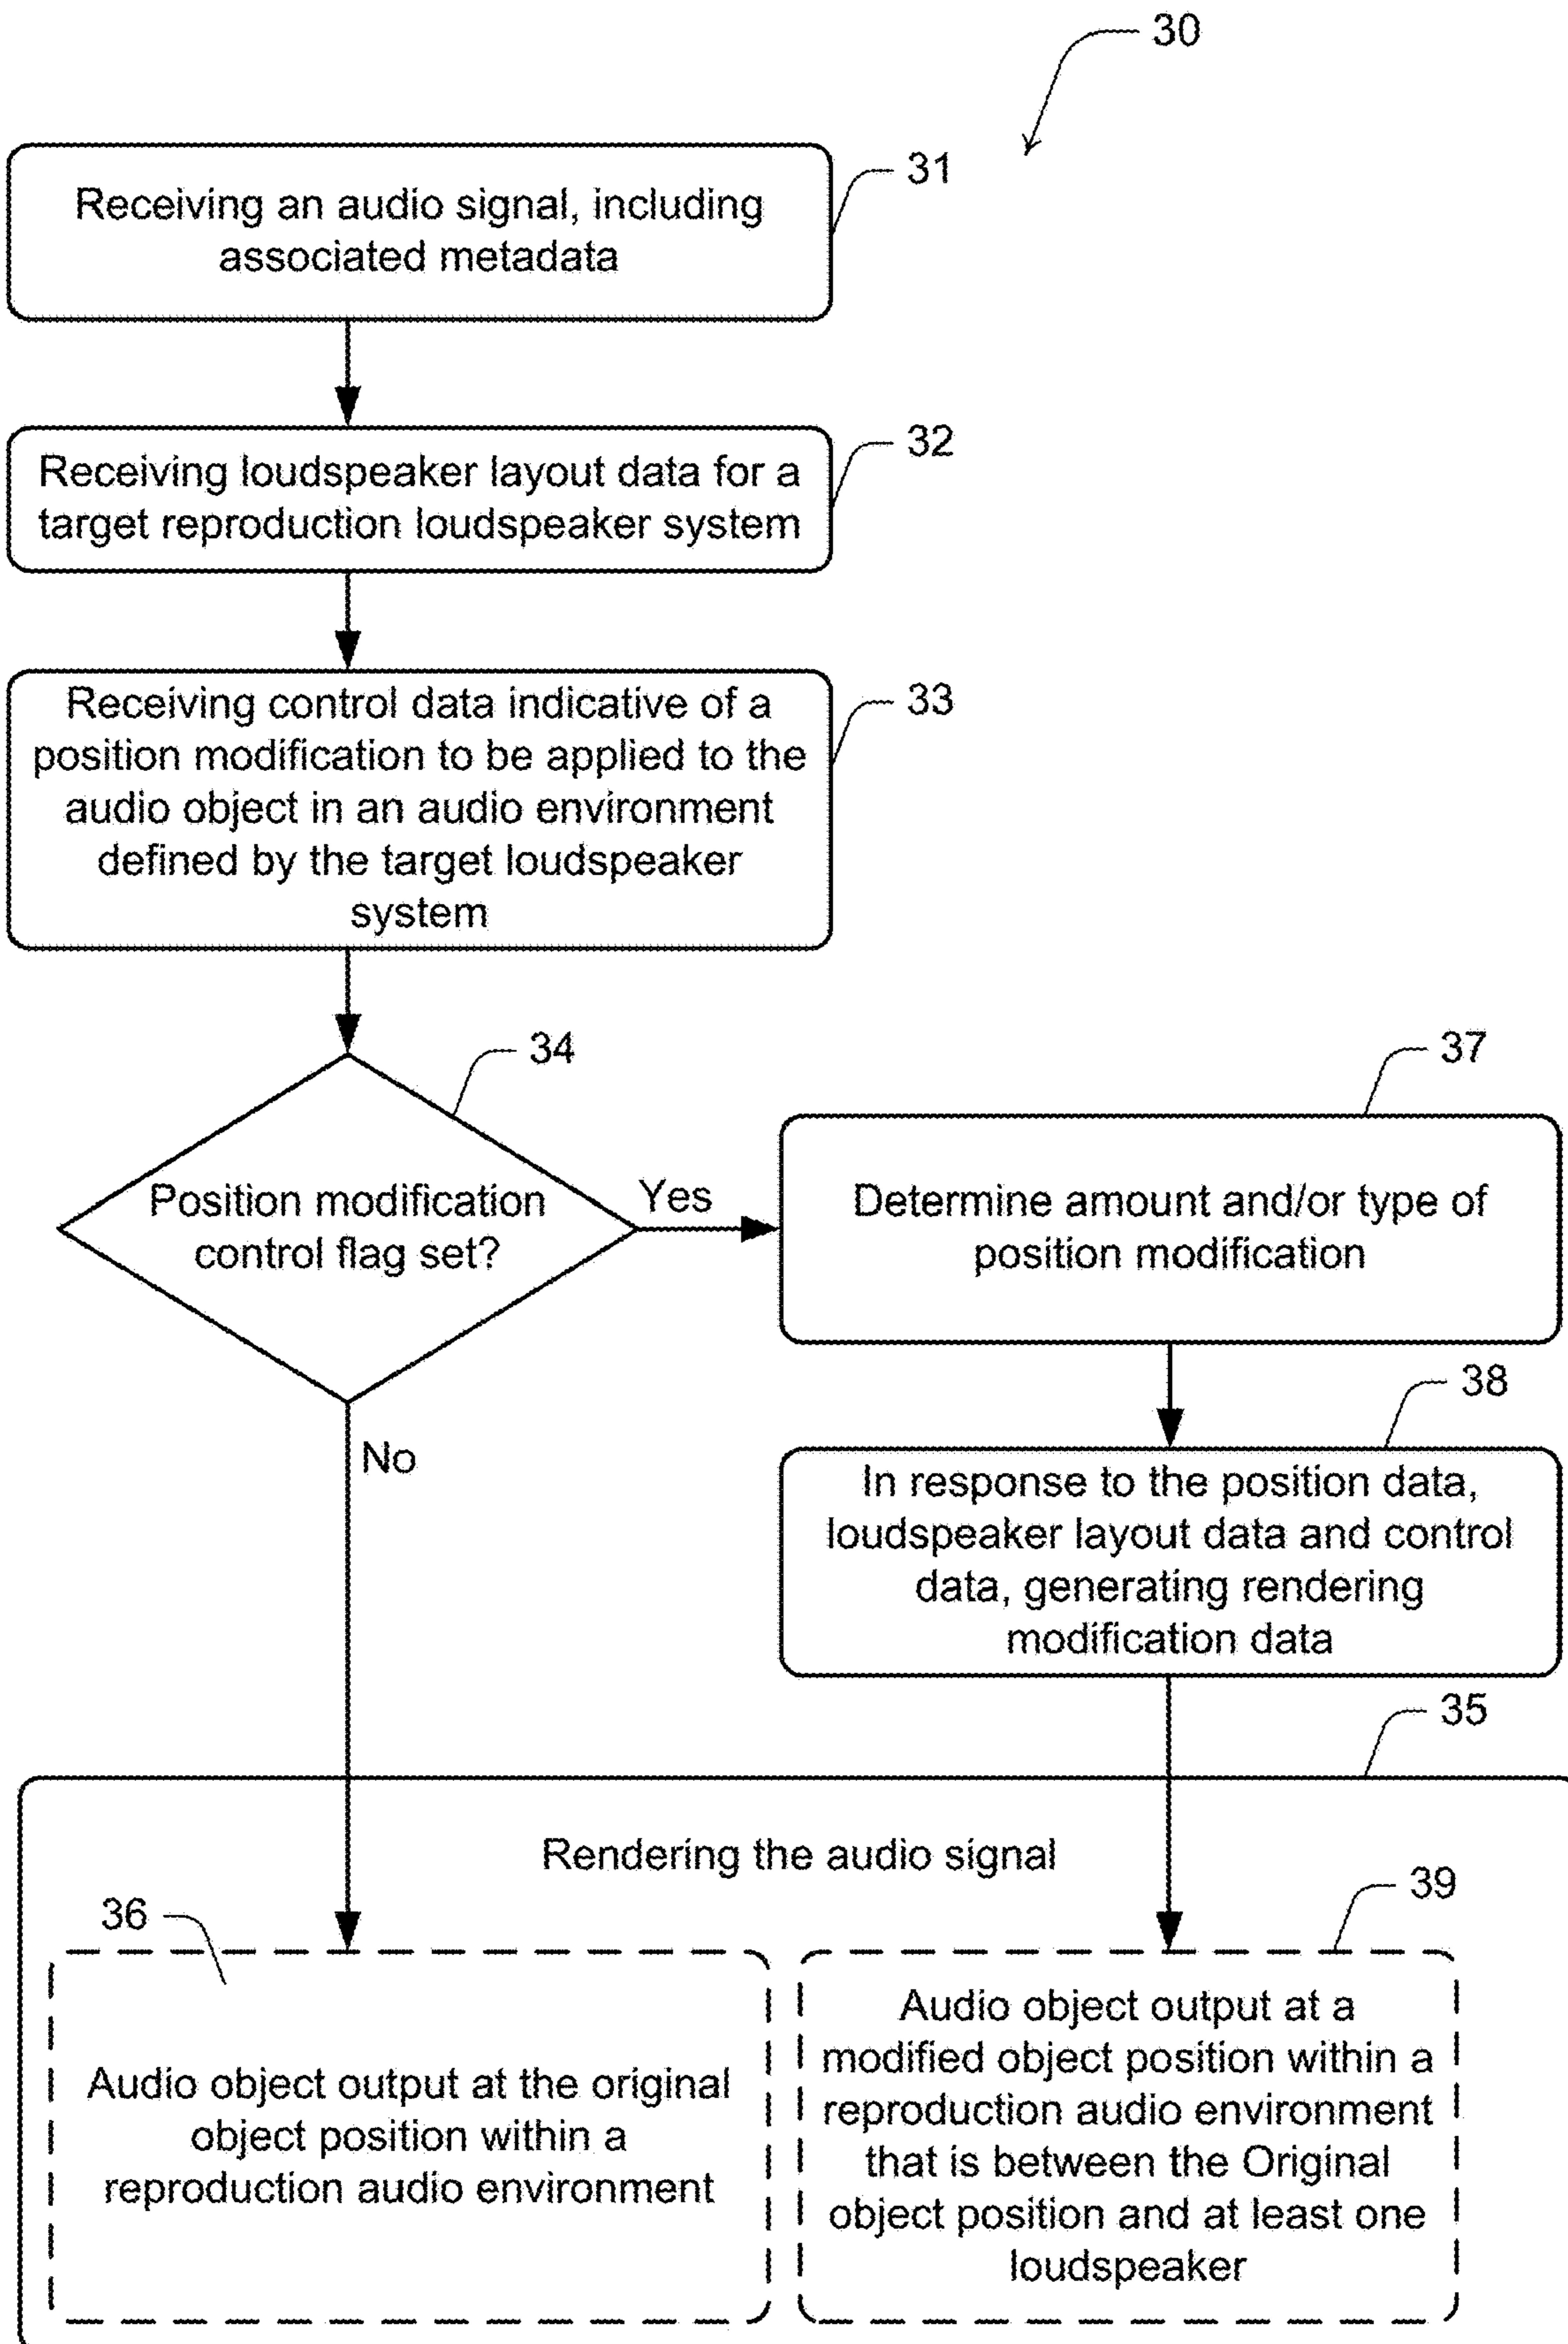 30
31
Receiving an audio signal, including
associated metadata
32
Receiving loudspeaker layout data for a
target reproduction loudspeaker system
33
Receiving control data indicative of a
position modification to be applied to the
audio object in an audio environment
defined by the target loudspeaker
system
34
Position modification
control flag set?
Yes
No
37
Determine amount and/or type of
position modification
38
In response to the position data,
loudspeaker layout data and control
data, generating rendering
modification data
35
Rendering the audio signal
36
Audio object output at the original
object position within a
reproduction audio environment
39
Audio object output at a
modified object position within a
reproduction audio environment
that is between the Original
object position and at least one
loudspeaker